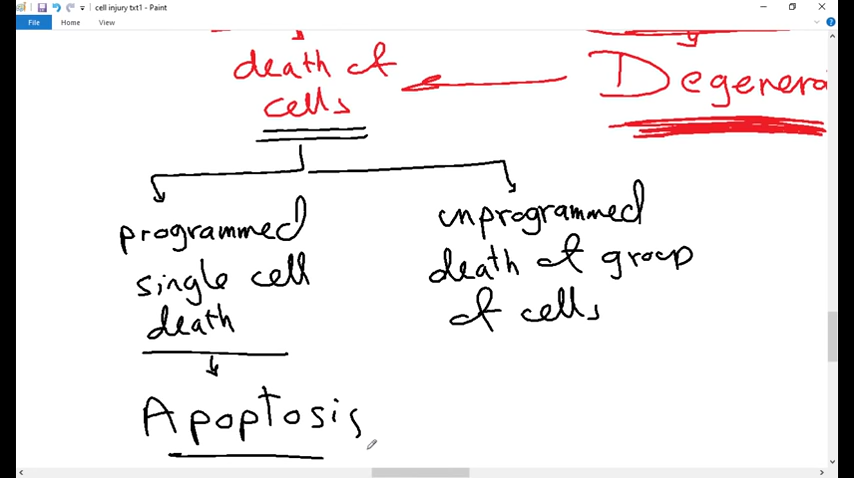 cell injury txt1 - Paint
File Home View
death of
cells
Degenera
programmed
single cell
death
unprogrammed
death of group
of cells
Apoptosis